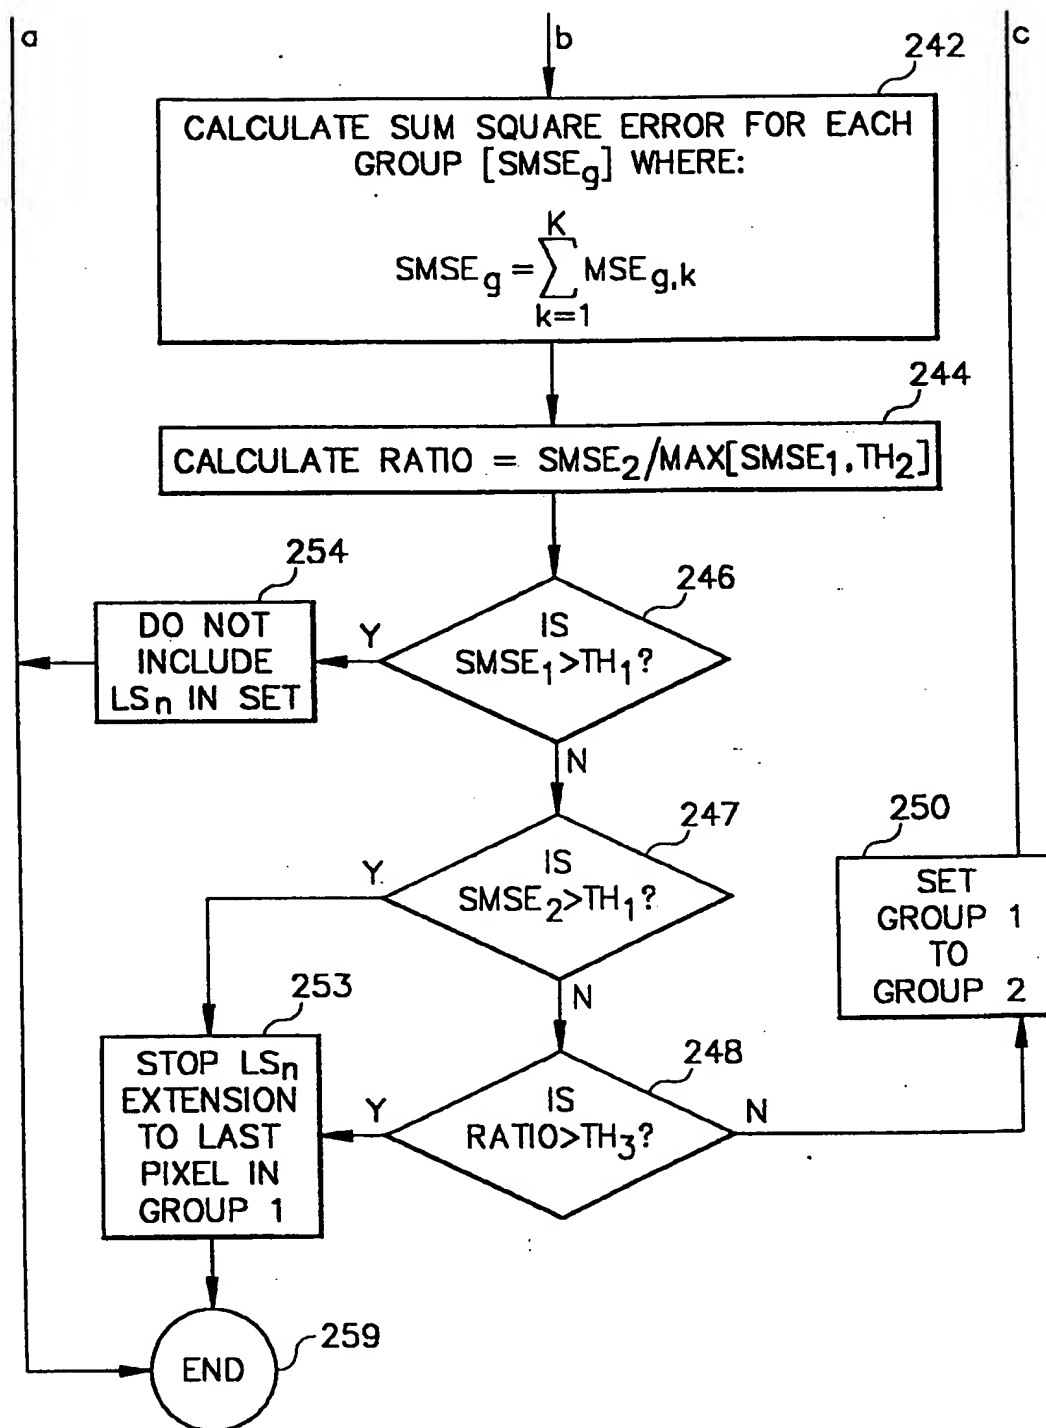 a
b
c
242
CALCULATE SUM SQUARE ERROR FOR EACH
GROUP [SMSEg] WHERE:
K
SMSEg = ∑ MSEg,k
k=1
244
CALCULATE RATIO = SMSE2/MAX[SMSE1,TH2]
254
DO NOT
INCLUDE
LSn IN SET
Y
246
IS
SMSE1>TH1?
N
247
IS
SMSE2>TH1?
Y
N
250
SET
GROUP 1
TO
GROUP 2
253
STOP LSn
EXTENSION
TO LAST
PIXEL IN
GROUP 1
Y
248
IS
RATIO>TH3?
N
END
259